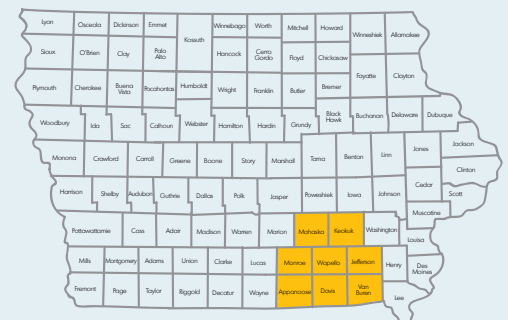 Lyon Osceola Dickinson Emmet Kossuth Winnebago Worth Mitchell Howard Winneshiek Allamakee
Sioux O'Brien Clay Palo Alto Hancock Cerro Gordo Floyd Chickasaw
Plymouth Cherokee Buena Vista Pocahontas Humboldt Wright Franklin Butler Bremer Fayette Clayton
Woodbury Ida Sac Calhoun Webster Hamilton Hardin Grundy Black Hawk Buchanan Delaware Dubuque
Monona Crawford Carroll Greene Boone Story Marshall Tama Benton Linn Jones Jackson
Clinton
Harrison Shelby Audubon Guthrie Dallas Polk Jasper Poweshiek Iowa Johnson Cedar Scott
Muscatine
Pottawattamie Cass Adair Madison Warren Marion Mahaska Keokuk Washington Louisa
Mills Montgomery Adams Union Clarke Lucas Monroe Wapello Jefferson Henry Des Moines
Fremont Page Taylor Ringgold Decatur Wayne Appanoose Davis Van Buren Lee